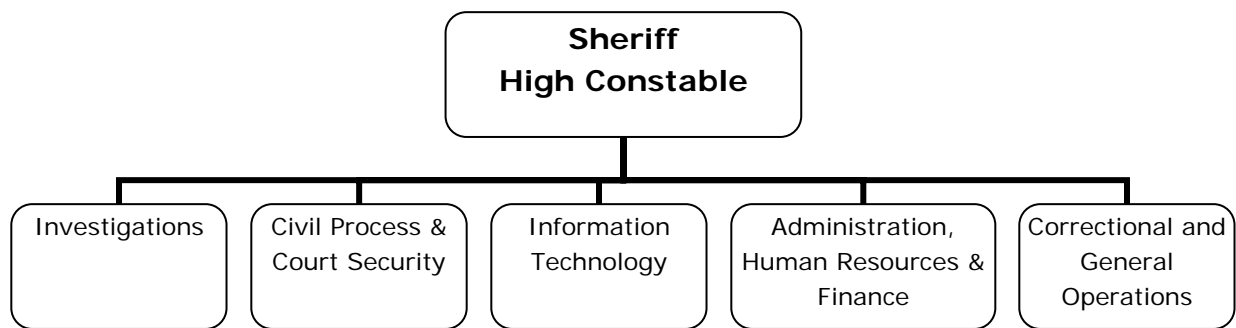 Sheriff
High Constable
Investigations
Civil Process &
Court Security
Information
Technology
Administration,
Human Resources &
Finance
Correctional and
General
Operations